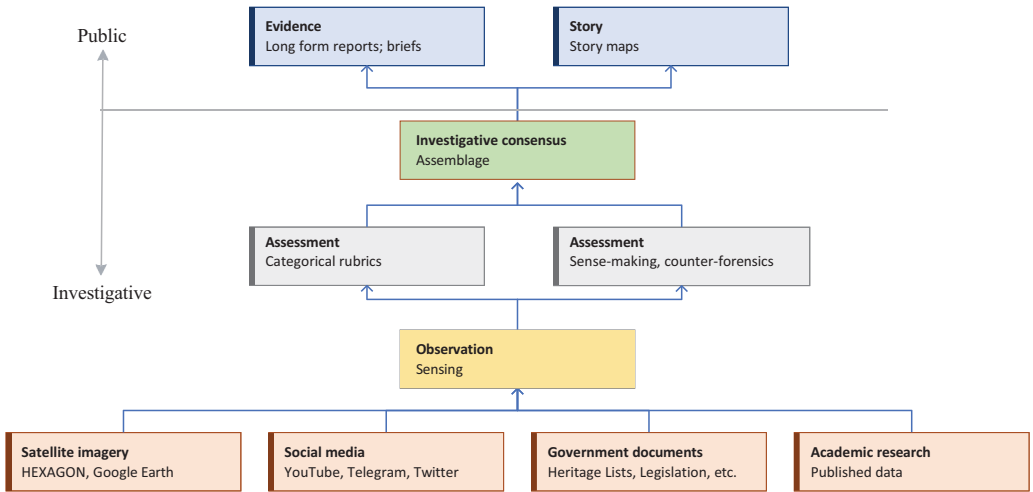 Public
Evidence
Long form reports; briefs
Story
Story maps
Investigative consensus
Assemblage
Assessment
Categorical rubrics
Assessment
Sense-making, counter-forensics
Investigative
Observation
Sensing
Satellite imagery
HEXAGON, Google Earth
Social media
YouTube, Telegram, Twitter
Government documents
Heritage Lists, Legislation, etc.
Academic research
Published data